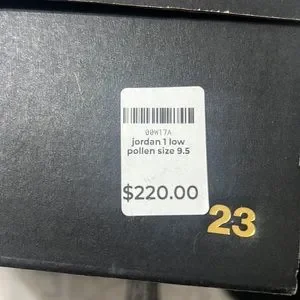 00W17A
jordan 1 low
pollen size 9.5
$220.00
23